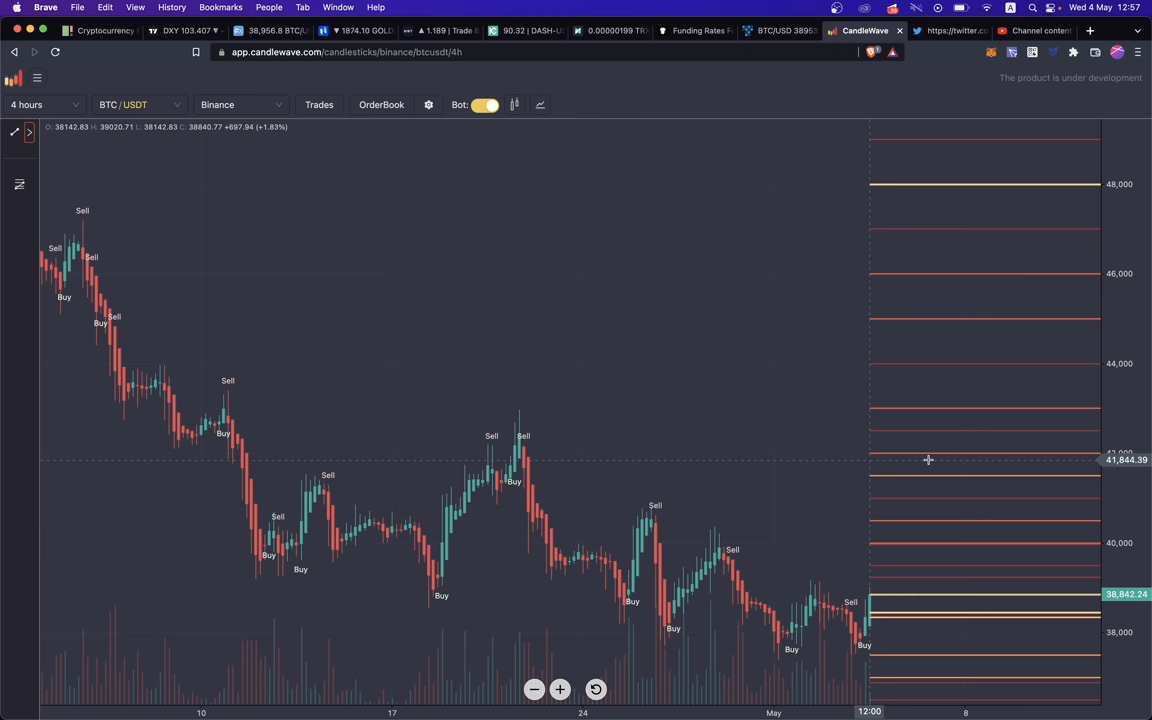 Brave File Edit View History Bookmarks People Tab Window Help A Wed 4 May 12:57
Cryptocurrency DXY 103.407 ▼ 38,956.8 BTC/U ▼ 1874.10 GOLD ▲ 1.189 | Trade 90.32 | DASH-U 0.00000199 TR Funding Rates F BTC/USD 3895 CandleWave https://twitter.c Channel content
app.candlewave.com/candlesticks/binance/btcusdt/4h
The product is under development
4 hours BTC/USDT Binance Trades OrderBook Bot:
O: 38142.83 H: 39020.71 L: 38142.83 C: 38840.77 +697.94 (+1.83%)
48,000
Sell
Sell
Sell
46,000
Buy
Sell
Buy
44,000
Sell
Buy
Sell
Sell
42,000
41,844.39
Sell
Buy
Sell
Sell
40,000
Sell
Buy
Buy
38,842.24
Buy
Buy
Sell
Buy
38,000
Buy
Buy
10
17
24
May
12:00
8